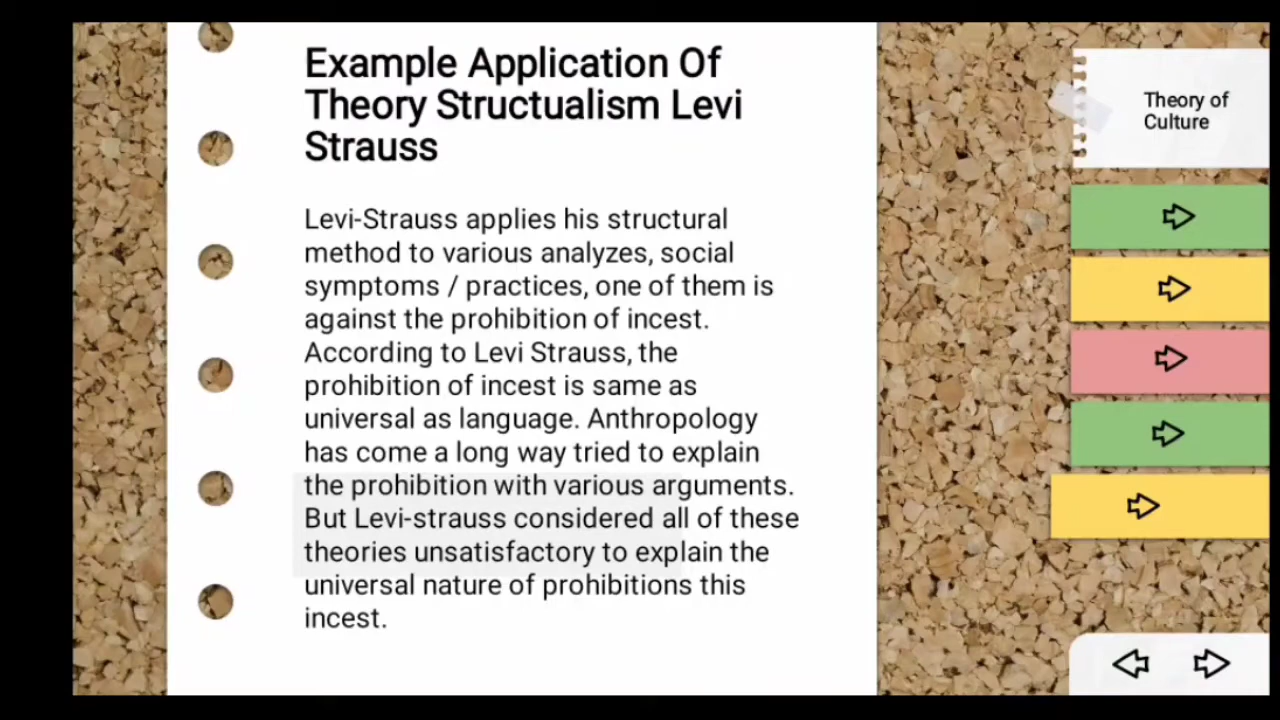 Example Application Of
Theory Structualism Levi
Strauss
Levi-Strauss applies his structural
method to various analyzes, social
symptoms / practices, one of them is
against the prohibition of incest.
According to Levi Strauss, the
prohibition of incest is same as
universal as language. Anthropology
has come a long way tried to explain
the prohibition with various arguments.
But Levi-strauss considered all of these
theories unsatisfactory to explain the
universal nature of prohibitions this
incest.
Theory of
Culture